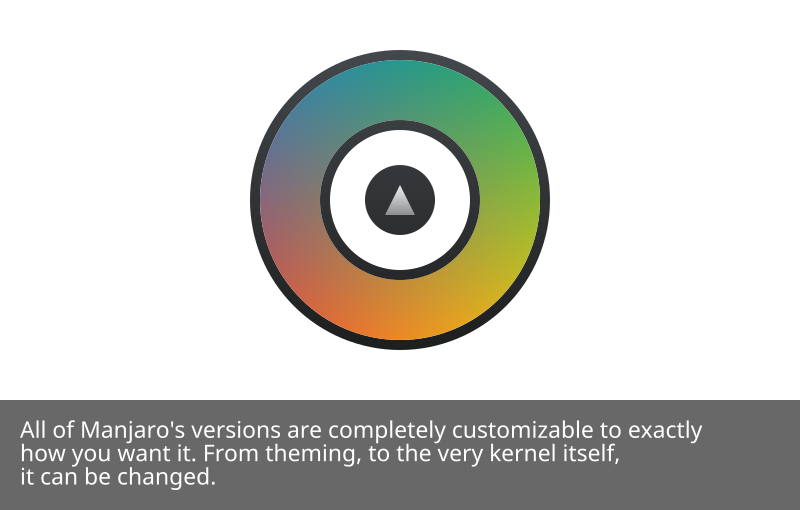 All of Manjaro's versions are completely customizable to exactly
how you want it. From theming, to the very kernel itself,
it can be changed.